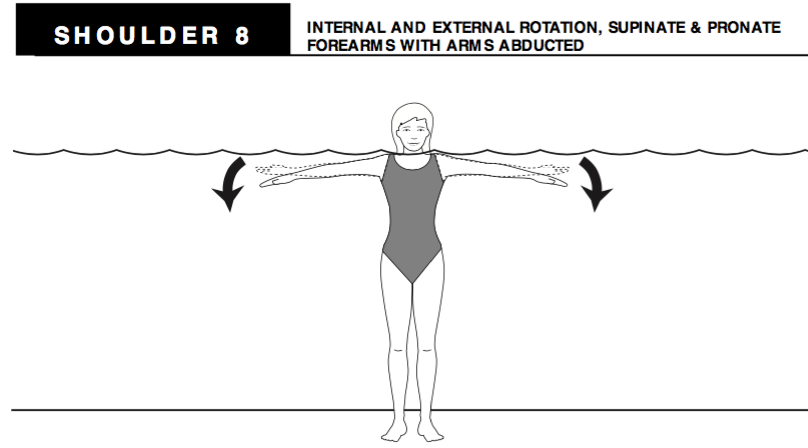 SHOULDER 8
INTERNAL AND EXTERNAL ROTATION, SUPINATE & PRONATE
FOREARMS WITH ARMS ABDUCTED